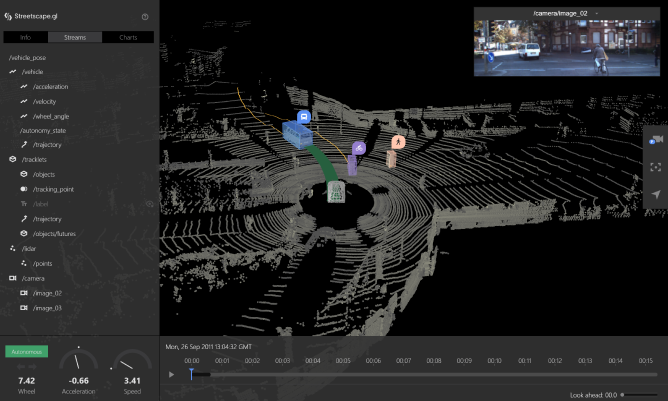 Streetscape.gl
Info Streams Charts
/vehicle_pose
/vehicle
/acceleration
/velocity
/wheel_angle
/autonomy_state
/trajectory
/tracklets
/objects
/tracking_point
/label
/trajectory
/objects/futures
/lidar
/points
/camera
/image_02
/image_03
Autonomous
7.42 -0.66 3.41
Wheel Acceleration Speed
/camera/image_02
Mon, 26 Sep 2011 13:04:32 GMT
00:00 00:01 00:02 00:03 00:04 00:05 00:06 00:07 00:08 00:09 00:10 00:11 00:12 00:13 00:14 00:15
Look ahead: 00.0